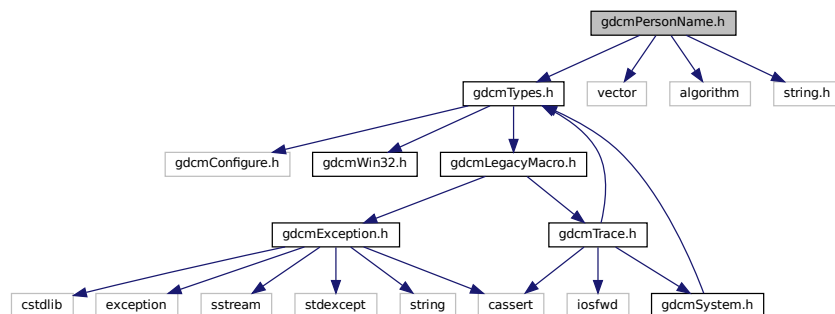 gdcmPersonName.h
gdcmTypes.h
vector
algorithm
string.h
gdcmConfigure.h
gdcmWin32.h
gdcmLegacyMacro.h
gdcmException.h
gdcmTrace.h
cstdlib
exception
sstream
stdexcept
string
cassert
iosfwd
gdcmSystem.h